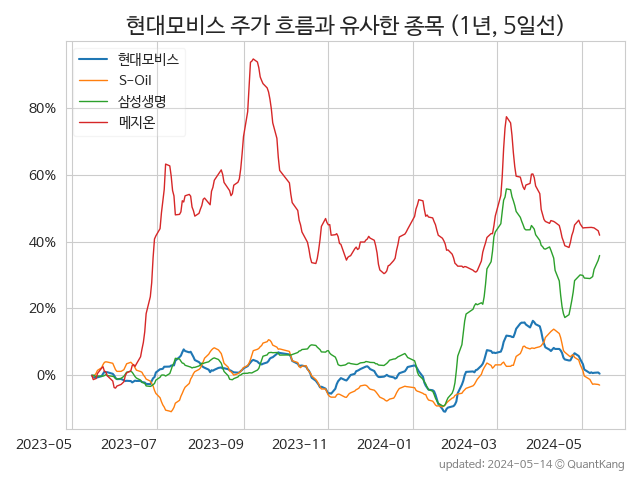 현대모비스 주가 흐름과 유사한 종목 (1년, 5일선)
현대모비스
S-Oil
삼성생명
메지온
80%
60%
40%
20%
0%
2023-05 2023-07 2023-09 2023-11 2024-01 2024-03 2024-05
updated: 2024-05-14 © QuantKang